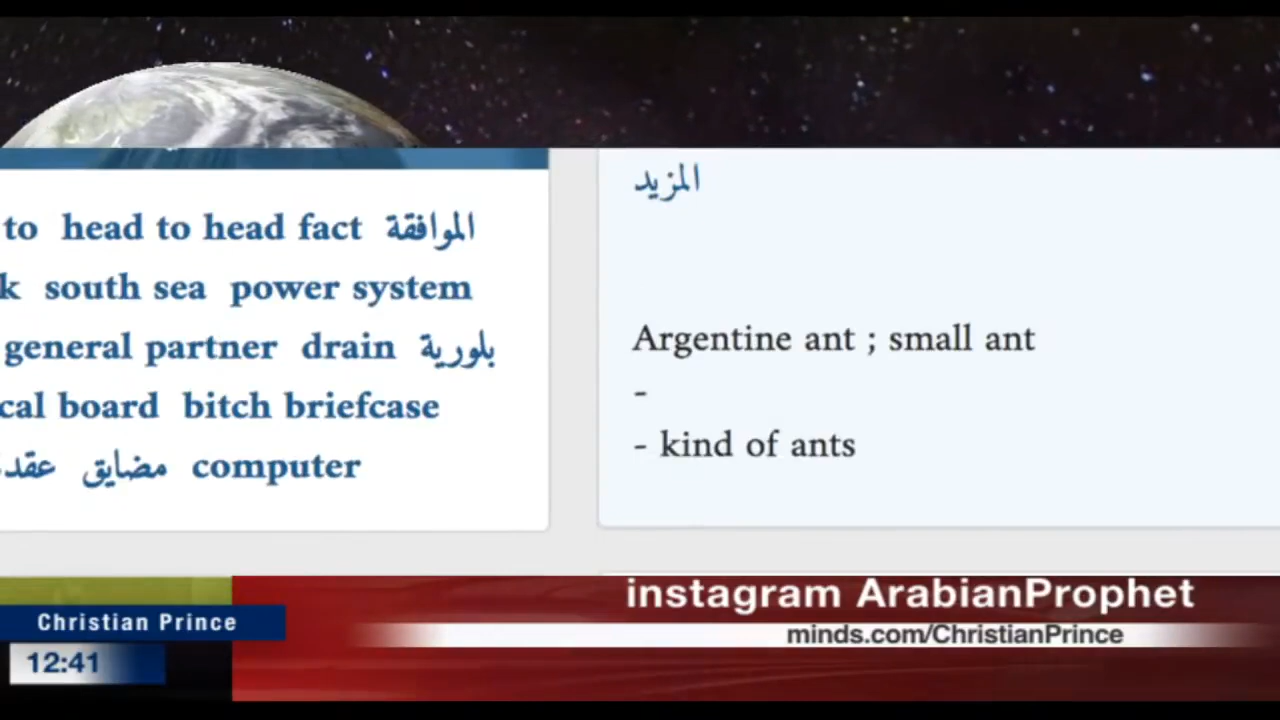 to head to head fact الموافقة
k south sea power system
general partner drain بلورية
cal board bitch briefcase
مضايق computer
المزيد
Argentine ant ; small ant
-
- kind of ants
instagram ArabianProphet
minds.com/ChristianPrince
Christian Prince
12:41